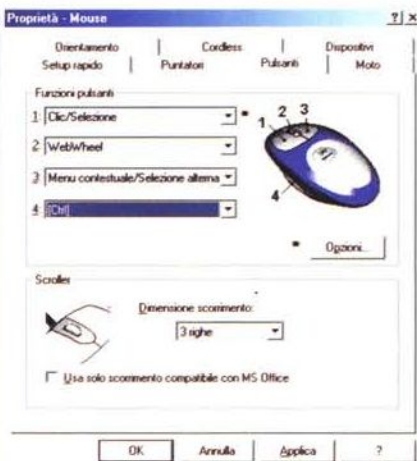 Proprietà - Mouse
? x
Orientamento Cordless Dispositivi
Setup rapido Puntatori Pulsanti Moto
Funzioni pulsanti
1: Clic/Selezione
2: WebWheel
3: Menu contestuale/Selezione alterna
4: [Ctrl]
1 2 3
4
Opzioni...
Scroller
Dimensione scorrimento:
3 righe
Usa solo scorrimento compatibile con MS Office
OK Annulla Applica ?